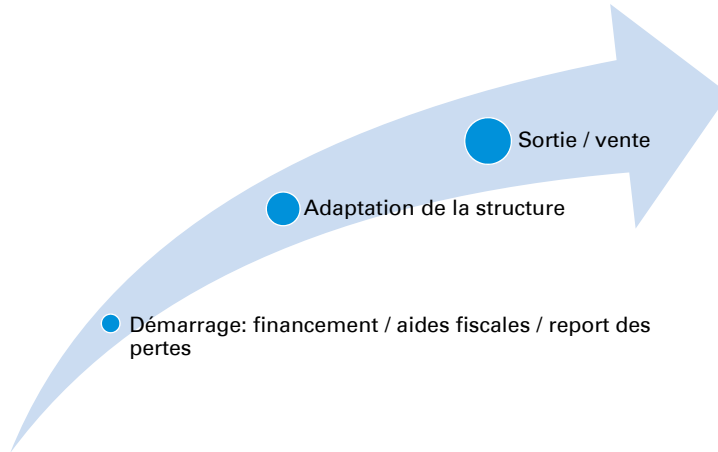 Sortie / vente
Adaptation de la structure
Démarrage: financement / aides fiscales / report des
pertes